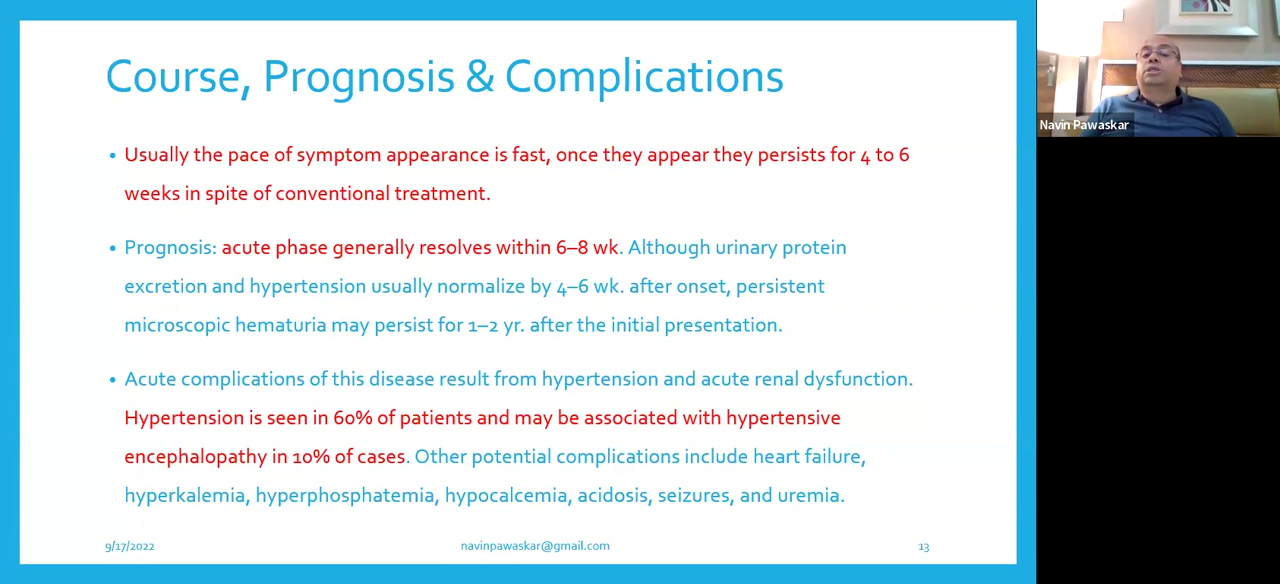 Course, Prognosis & Complications
• Usually the pace of symptom appearance is fast, once they appear they persists for 4 to 6
weeks in spite of conventional treatment.
• Prognosis: acute phase generally resolves within 6–8 wk. Although urinary protein
excretion and hypertension usually normalize by 4–6 wk. after onset, persistent
microscopic hematuria may persist for 1–2 yr. after the initial presentation.
• Acute complications of this disease result from hypertension and acute renal dysfunction.
Hypertension is seen in 60% of patients and may be associated with hypertensive
encephalopathy in 10% of cases. Other potential complications include heart failure,
hyperkalemia, hyperphosphatemia, hypocalcemia, acidosis, seizures, and uremia.
9/17/2022 navinpawaskar@gmail.com 13
Navin Pawaskar